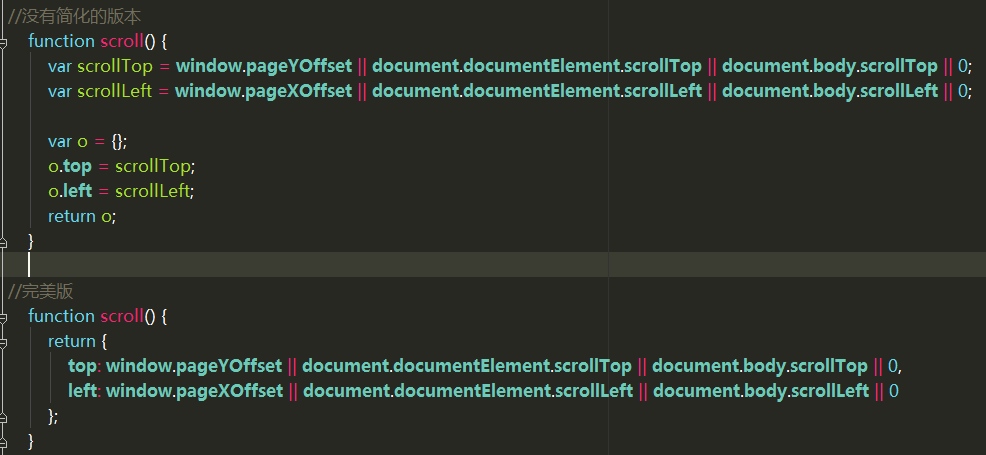 //没有简化的版本
function scroll() {
var scrollTop = window.pageYOffset || document.documentElement.scrollTop || document.body.scrollTop || 0;
var scrollLeft = window.pageXOffset || document.documentElement.scrollLeft || document.body.scrollLeft || 0;
var o = {};
o.top = scrollTop;
o.left = scrollLeft;
return o;
}
//完美版
function scroll() {
return {
top: window.pageYOffset || document.documentElement.scrollTop || document.body.scrollTop || 0,
left: window.pageXOffset || document.documentElement.scrollLeft || document.body.scrollLeft || 0
};
}